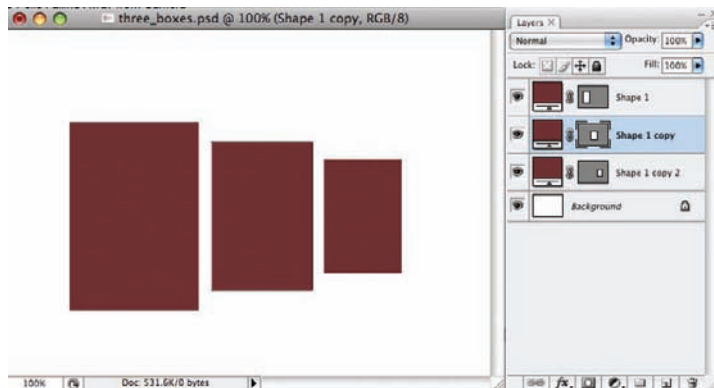 three_boxes.psd @ 100% (Shape 1 copy, RGB/8)
Layers X
Normal
Opacity: 100%
Lock:
Fill: 100%
Shape 1
Shape 1 copy
Shape 1 copy 2
Background
100%
Doc: 531.6K/0 bytes
fx.